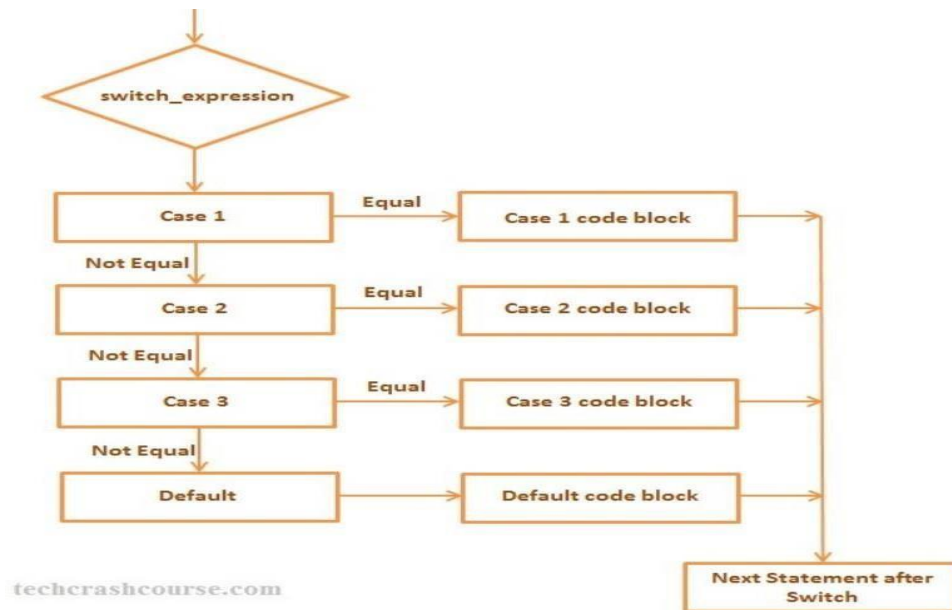 switch_expression
Case 1
Equal
Case 1 code block
Not Equal
Case 2
Equal
Case 2 code block
Not Equal
Case 3
Equal
Case 3 code block
Not Equal
Default
Default code block
Next Statement after
Switch
techcrashcourse.com